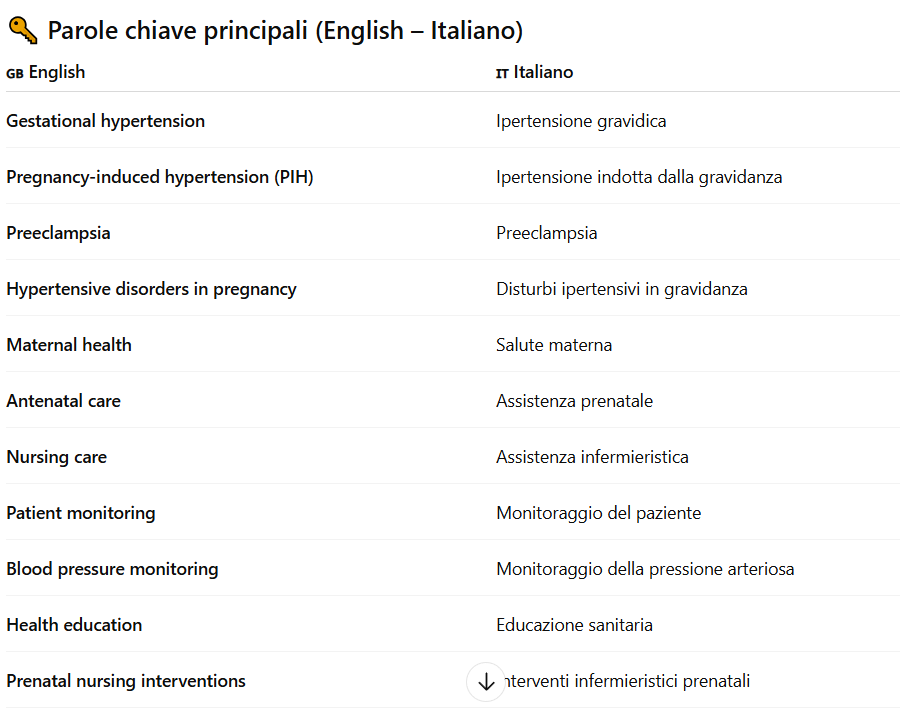 Parole chiave principali (English – Italiano)
GB English IT Italiano
Gestational hypertension Ipertensione gravidica
Pregnancy-induced hypertension (PIH) Ipertensione indotta dalla gravidanza
Preeclampsia Preeclampsia
Hypertensive disorders in pregnancy Disturbi ipertensivi in gravidanza
Maternal health Salute materna
Antenatal care Assistenza prenatale
Nursing care Assistenza infermieristica
Patient monitoring Monitoraggio del paziente
Blood pressure monitoring Monitoraggio della pressione arteriosa
Health education Educazione sanitaria
Prenatal nursing interventions nterventi infermieristici prenatali